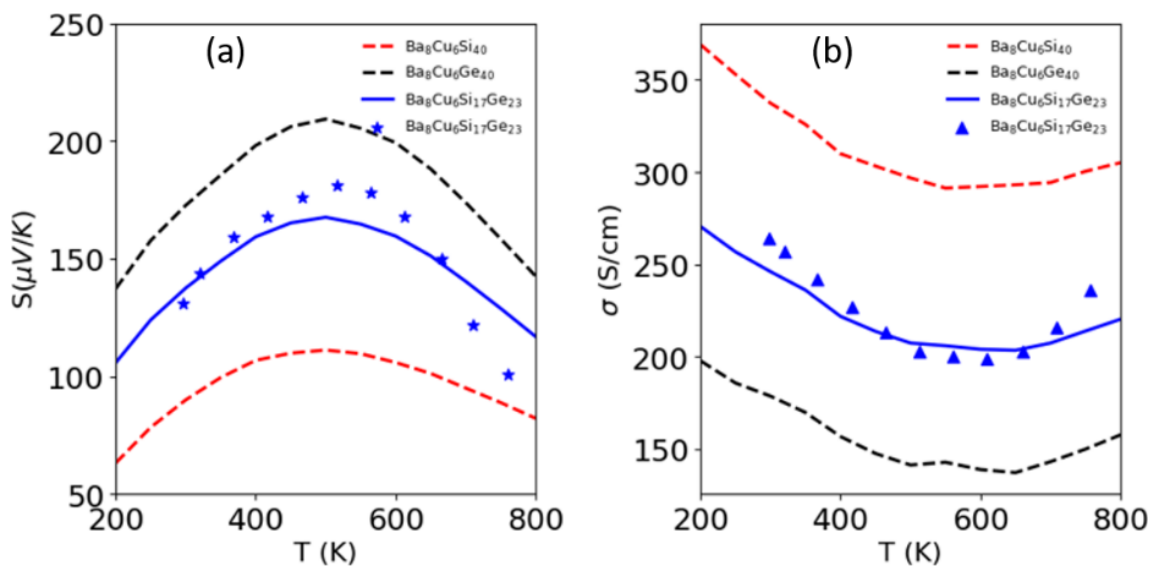 (a)
Ba₈Cu₆Si₄₀
Ba₈Cu₆Ge₄₀
Ba₈Cu₆Si₁₇Ge₂₃
Ba₈Cu₆Si₁₇Ge₂₃
250
200
150
100
50
S(μV/K)
200
400
600
800
T (K)
(b)
Ba₈Cu₆Si₄₀
Ba₈Cu₆Ge₄₀
Ba₈Cu₆Si₁₇Ge₂₃
Ba₈Cu₆Si₁₇Ge₂₃
350
300
250
200
150
σ (S/cm)
200
400
600
800
T (K)